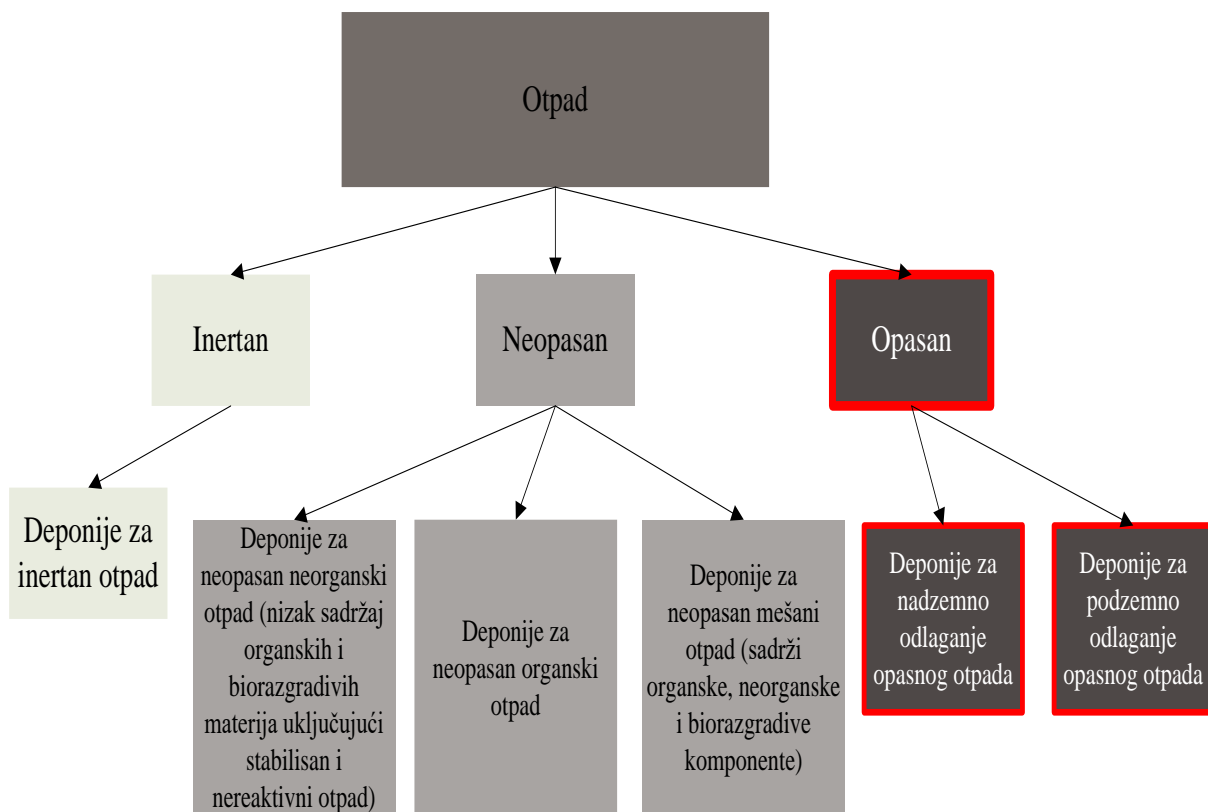 Otpad
Inertan
Neopasan
Opasan
Deponije za
inertan otpad
Deponije za
neopasan neorganski
otpad (nizak sadržaj
organskih i
biorazgradivih
materija uključujući
stabilisan i
nereaktivni otpad)
Deponije za
neopasan organski
otpad
Deponije za
neopasan mešani
otpad (sadrži
organske, neorganske
i biorazgradive
komponente)
Deponije za
nadzemno
odlaganje
opasnog otpada
Deponije za
podzemno
odlaganje
opasnog otpada